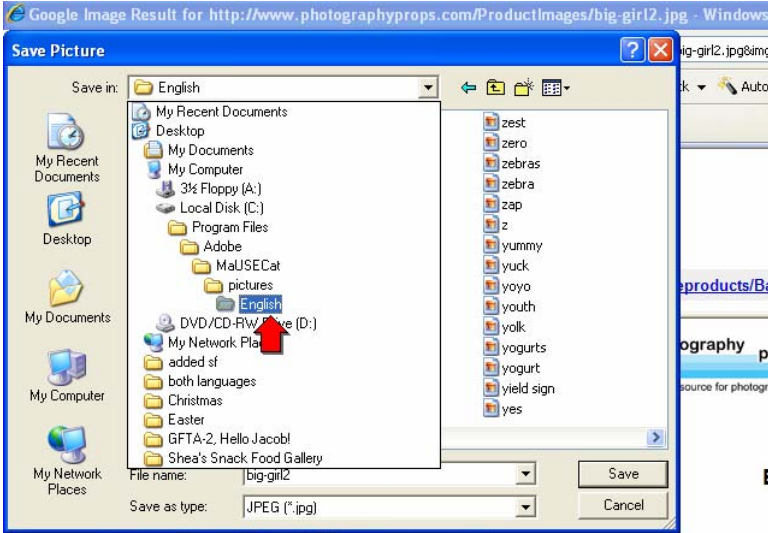 Google Image Result for http://www.photographyprops.com/ProductImages/big-girl2.jpg - Windows
Save Picture
Save in:
English
My Recent Documents
Desktop
My Documents
My Computer
3½ Floppy (A:)
Local Disk (C:)
Program Files
Adobe
MaUSECat
pictures
English
DVD/CD-RW Drive (D:)
My Network Pla
added sf
both languages
Christmas
Easter
GFTA-2, Hello Jacob!
Shea's Snack Food Gallery
My Recent
Documents
Desktop
My Documents
My Computer
My Network
Places
zest
zero
zebras
zebra
zap
z
yummy
yuck
yoyo
youth
yolk
yogurts
yogurt
yield sign
yes
File name:
big-girl2
Save
Save as type:
JPEG (*.jpg)
Cancel
ig-girl2.jpg&img
k
Auto
eproducts/Ba
ography
source for photogr